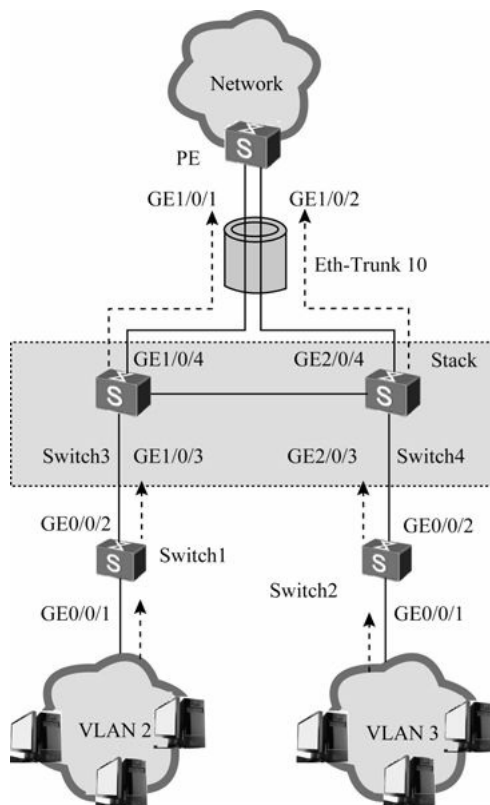 Network
S
PE
GE1/0/1
GE1/0/2
Eth-Trunk 10
GE1/0/4
GE2/0/4
Stack
S
S
Switch3
GE1/0/3
GE2/0/3
Switch4
GE0/0/2
GE0/0/2
S
Switch1
S
Switch2
GE0/0/1
GE0/0/1
VLAN 2
VLAN 3